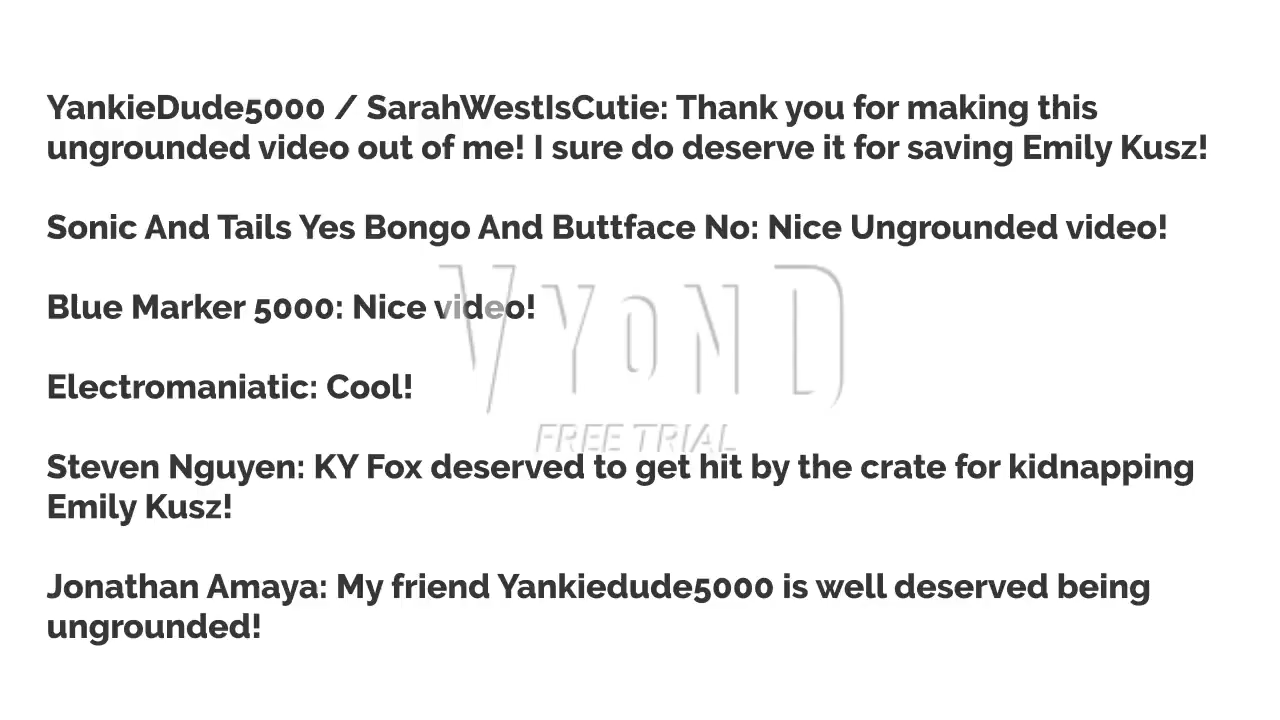 YankieDude5000 / SarahWestIsCutie: Thank you for making this
ungrounded video out of me! I sure do deserve it for saving Emily Kusz!
Sonic And Tails Yes Bongo And Buttface No: Nice Ungrounded video!
Blue Marker 5000: Nice video!
VYOND
FREE TRIAL
Electromaniatic: Cool!
Steven Nguyen: KY Fox deserved to get hit by the crate for kidnapping
Emily Kusz!
Jonathan Amaya: My friend Yankiedude5000 is well deserved being
ungrounded!